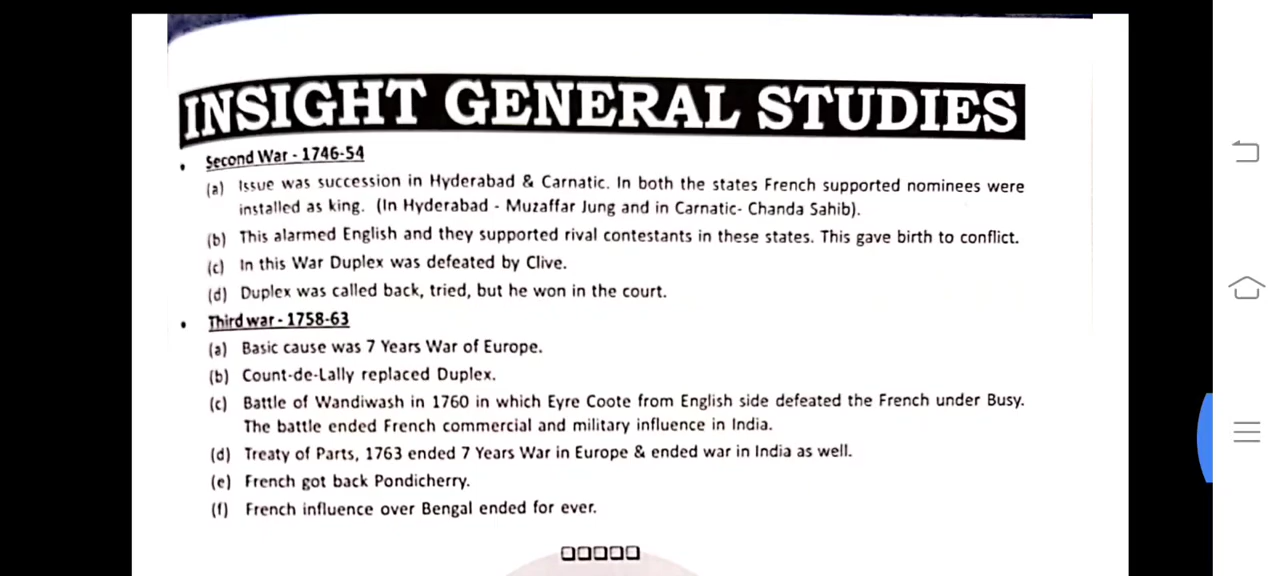 INSIGHT GENERAL STUDIES
• Second War - 1746-54
(a) Issue was succession in Hyderabad & Carnatic. In both the states French supported nominees were
installed as king. (In Hyderabad - Muzaffar Jung and in Carnatic- Chanda Sahib).
(b) This alarmed English and they supported rival contestants in these states. This gave birth to conflict.
(c) In this War Duplex was defeated by Clive.
(d) Duplex was called back, tried, but he won in the court.
• Third war - 1758-63
(a) Basic cause was 7 Years War of Europe.
(b) Count-de-Lally replaced Duplex.
(c) Battle of Wandiwash in 1760 in which Eyre Coote from English side defeated the French under Busy.
The battle ended French commercial and military influence in India.
(d) Treaty of Parts, 1763 ended 7 Years War in Europe & ended war in India as well.
(e) French got back Pondicherry.
(f) French influence over Bengal ended for ever.